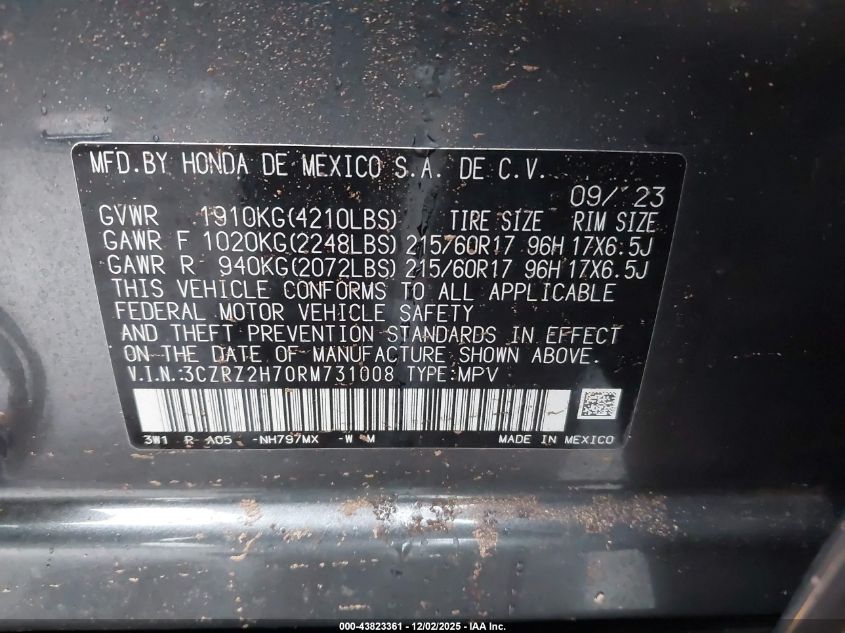 MFD.BY HONDA DE MEXICO S.A. DE C.V.
09/ '23
GVWR 1910KG(4210LBS) TIRE SIZE RIM SIZE
GAWR F 1020KG(2248LBS) 215/60R17 96H 17X6.5J
GAWR R 940KG(2072LBS) 215/60R17 96H 17X6.5J
THIS VEHICLE CONFORMS TO ALL APPLICABLE
FEDERAL MOTOR VEHICLE SAFETY
AND THEFT PREVENTION STANDARDS IN EFFECT
ON THE DATE OF MANUFACTURE SHOWN ABOVE.
V.I.N.:3CZRZ2H70RM731008 TYPE:MPV
3W1 R A05 -NH797MX -W M MADE IN MEXICO
000-43823361 - 12/02/2025 - IAA Inc.